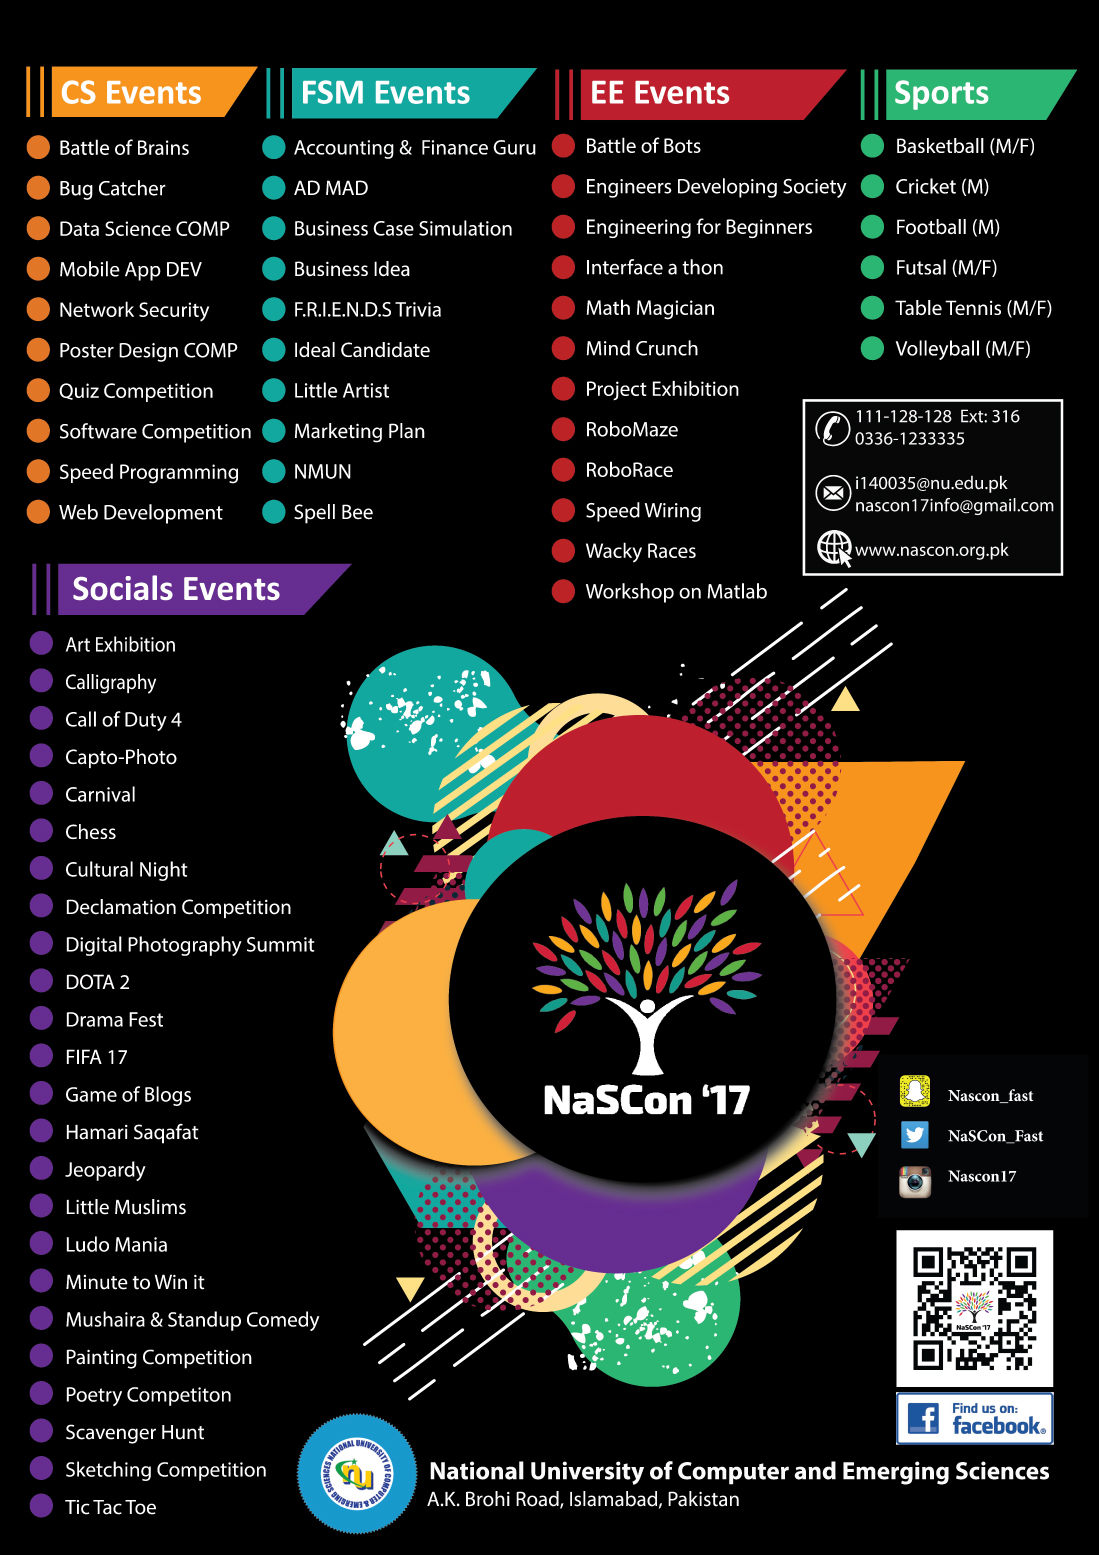 CS Events
Battle of Brains
Bug Catcher
Data Science COMP
Mobile App DEV
Network Security
Poster Design COMP
Quiz Competition
Software Competition
Speed Programming
Web Development
FSM Events
Accounting & Finance Guru
AD MAD
Business Case Simulation
Business Idea
F.R.I.E.N.D.S Trivia
Ideal Candidate
Little Artist
Marketing Plan
NMUN
Spell Bee
EE Events
Battle of Bots
Engineers Developing Society
Engineering for Beginners
Interface a thon
Math Magician
Mind Crunch
Project Exhibition
RoboMaze
RoboRace
Speed Wiring
Wacky Races
Workshop on Matlab
Sports
Basketball (M/F)
Cricket (M)
Football (M)
Futsal (M/F)
Table Tennis (M/F)
Volleyball (M/F)
111-128-128 Ext: 316
0336-1233335
i140035@nu.edu.pk
nascon17info@gmail.com
www.nascon.org.pk
Socials Events
Art Exhibition
Calligraphy
Call of Duty 4
Capto-Photo
Carnival
Chess
Cultural Night
Declamation Competition
Digital Photography Summit
DOTA 2
Drama Fest
FIFA 17
Game of Blogs
Hamari Saqafat
Jeopardy
Little Muslims
Ludo Mania
Minute to Win it
Mushaira & Standup Comedy
Painting Competition
Poetry Competiton
Scavenger Hunt
Sketching Competition
Tic Tac Toe
NaSCon '17
Nascon_fast
NaSCon_Fast
Nascon17
NaSCon '17
Find us on:
facebook®
NATIONAL UNIVERSITY OF COMPUTER & EMERGING SCIENCES
nu
National University of Computer and Emerging Sciences
A.K. Brohi Road, Islamabad, Pakistan